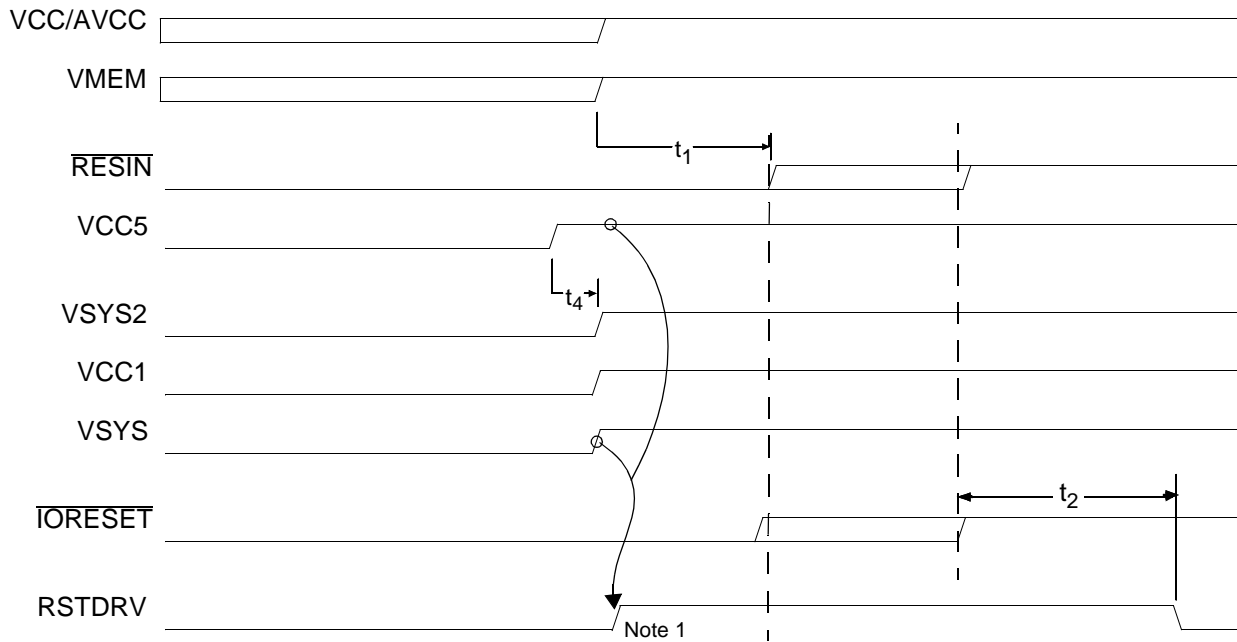 VCC/AVCC
VMEM
t1
RESIN
VCC5
t4
VSYS2
VCC1
VSYS
t2
IORESET
RSTDRV
Note 1